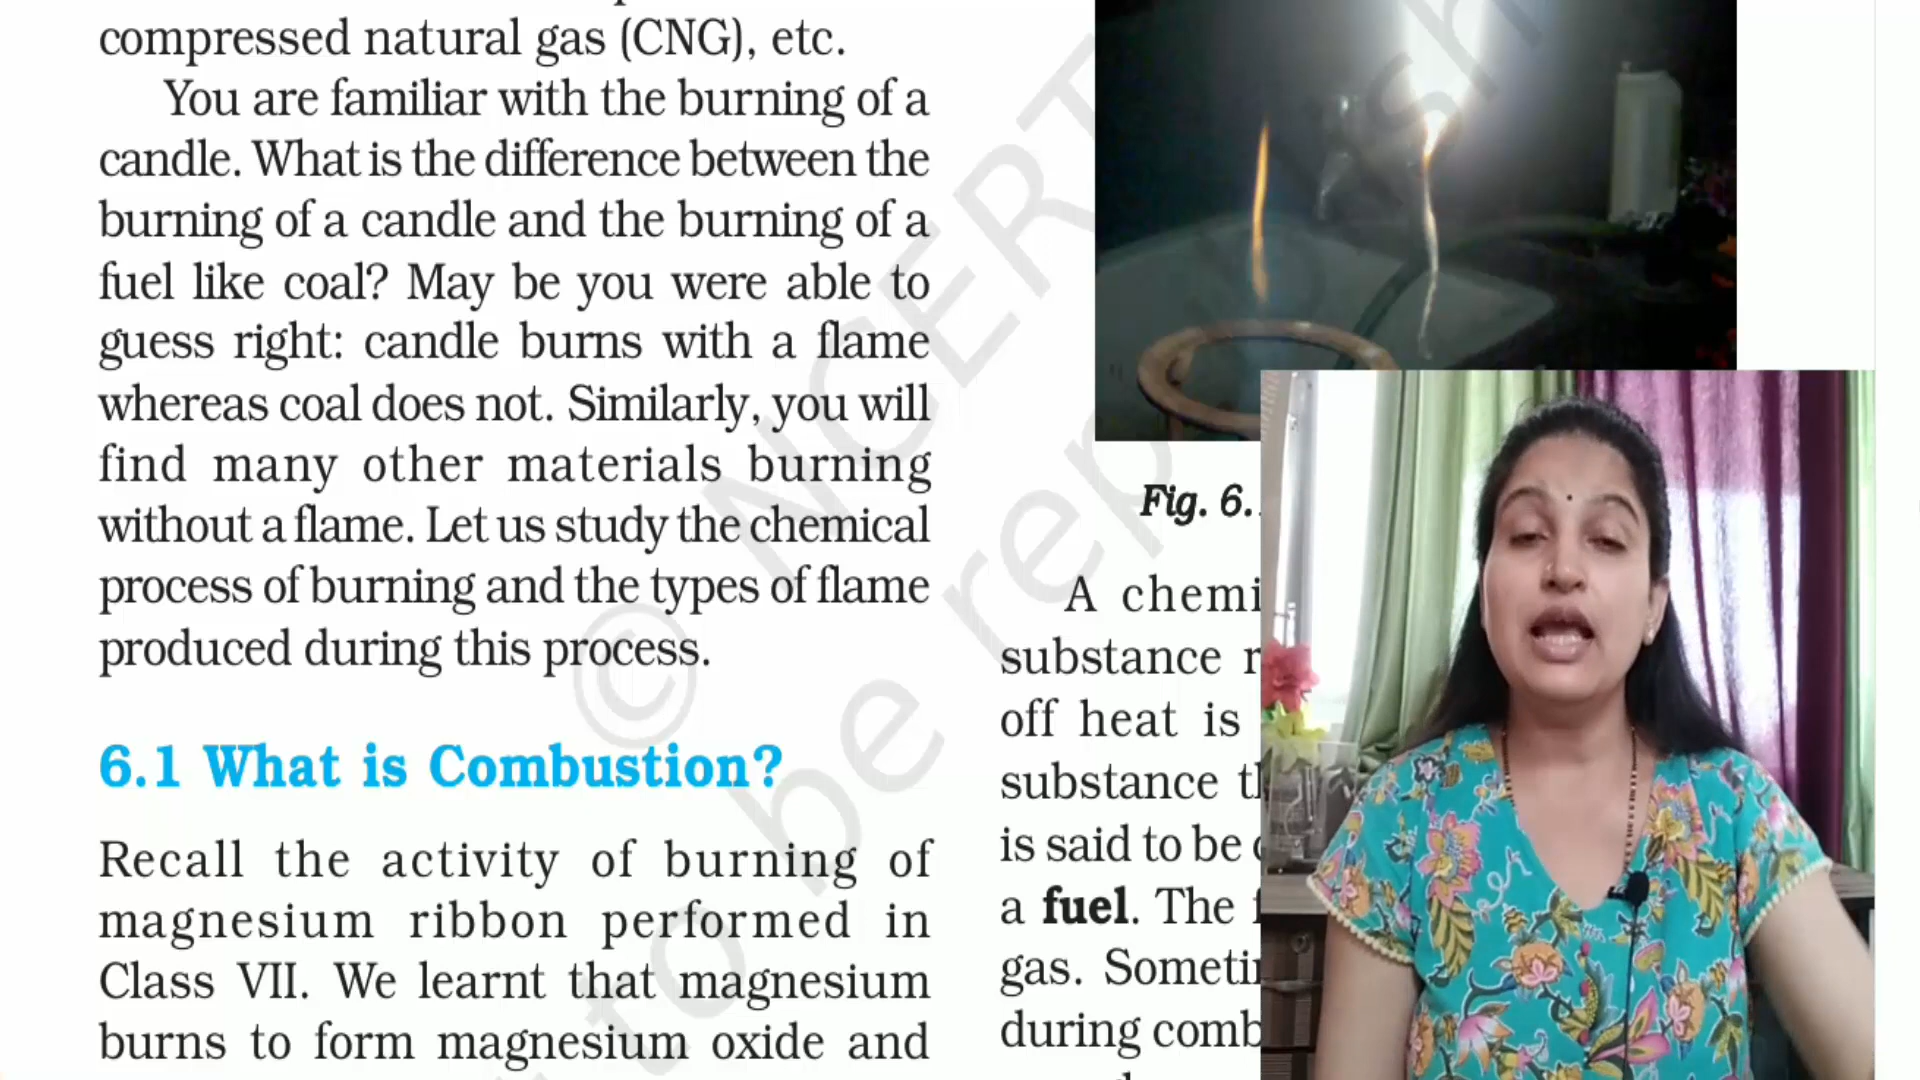 compressed natural gas (CNG), etc.
You are familiar with the burning of a
candle. What is the difference between the
burning of a candle and the burning of a
fuel like coal? May be you were able to
guess right: candle burns with a flame
whereas coal does not. Similarly, you will
find many other materials burning
without a flame. Let us study the chemical
process of burning and the types of flame
produced during this process.
6.1 What is Combustion?
Recall the activity of burning of
magnesium ribbon performed in
Class VII. We learnt that magnesium
burns to form magnesium oxide and
Fig. 6.
A chemi
substance
off heat is
substance
is said to be
a fuel. The
gas. Someti
during comb
© NCERT
to be rep